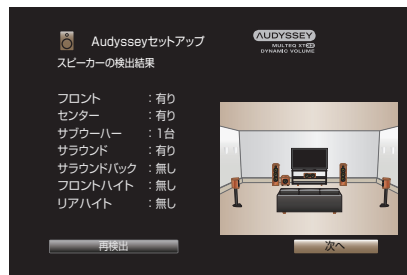 Audysseyセットアップ
AUDYSSEY
MULTEQ XT32
DYNAMIC VOLUME
スピーカーの検出結果
フロント ：有り
センター ：有り
サブウーハー ：1台
サラウンド ：有り
サラウンドバック ：無し
フロントハイト ：無し
リアハイト ：無し
再検出 次へ